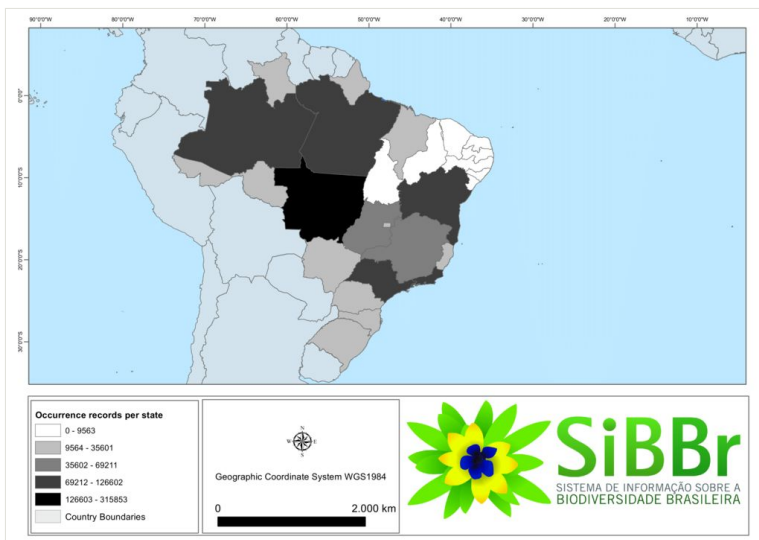 90°0'0"W
80°0'0"W
70°0'0"W
60°0'0"W
50°0'0"W
40°0'0"W
30°0'0"W
20°0'0"W
10°0'0"W
0°0'0"
10°0'0"S
20°0'0"S
30°0'0"S
Occurrence records per state
0 - 9563
9564 - 35601
35602 - 69211
69212 - 126602
126603 - 315853
Country Boundaries
N
W E
S
Geographic Coordinate System WGS1984
0 2.000 km
SiBBr
SISTEMA DE INFORMAÇÃO SOBRE A
BIODIVERSIDADE BRASILEIRA